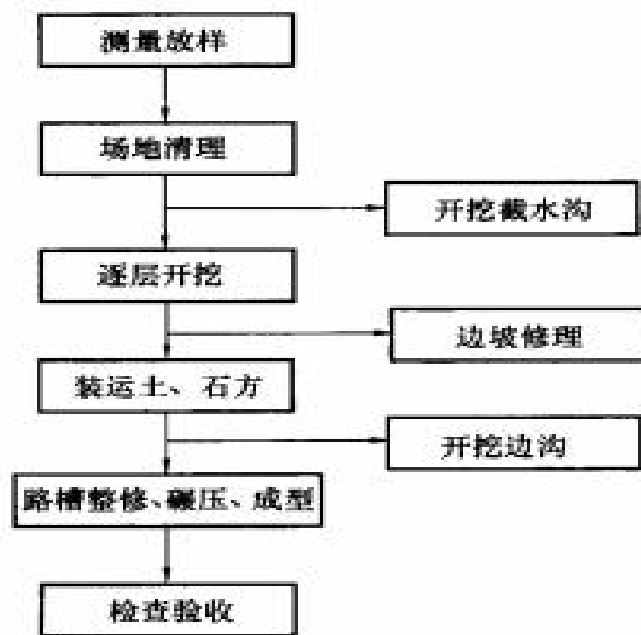 测量放样
场地清理
开挖截水沟
逐层开挖
边坡修理
装运土、石方
开挖边沟
路槽整修、碾压、成型
检查验收